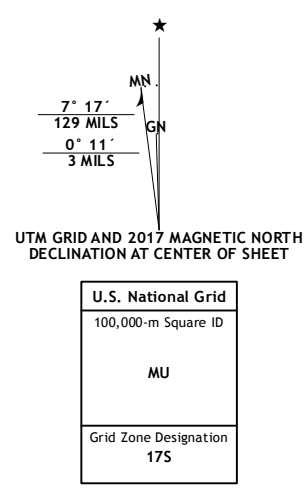 ★
MN
7° 17´
129 MILS
GN
0° 11´
3 MILS
UTM GRID AND 2017 MAGNETIC NORTH
DECLINATION AT CENTER OF SHEET
U.S. National Grid
100,000-m Square ID
MU
Grid Zone Designation
17S